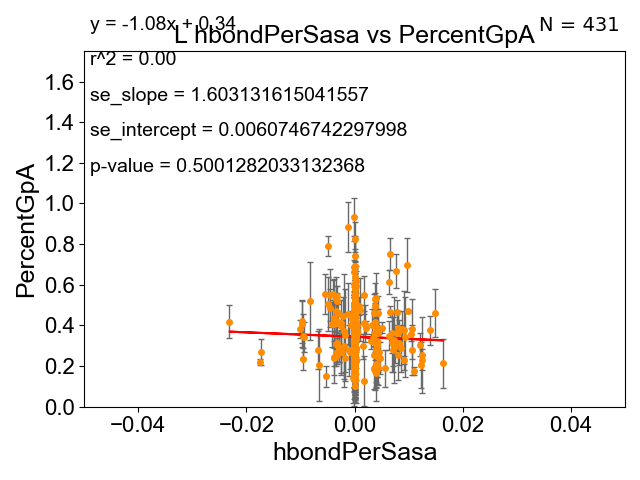 y = -1.08x + 0.34
N = 431
L hbondPerSasa vs PercentGpA
r^2 = 0.00
se_slope = 1.603131615041557
se_intercept = 0.0060746742297998
p-value = 0.5001282033132368
PercentGpA
1.6
1.4
1.2
1.0
0.8
0.6
0.4
0.2
0.0
−0.04
−0.02
0.00
0.02
0.04
hbondPerSasa